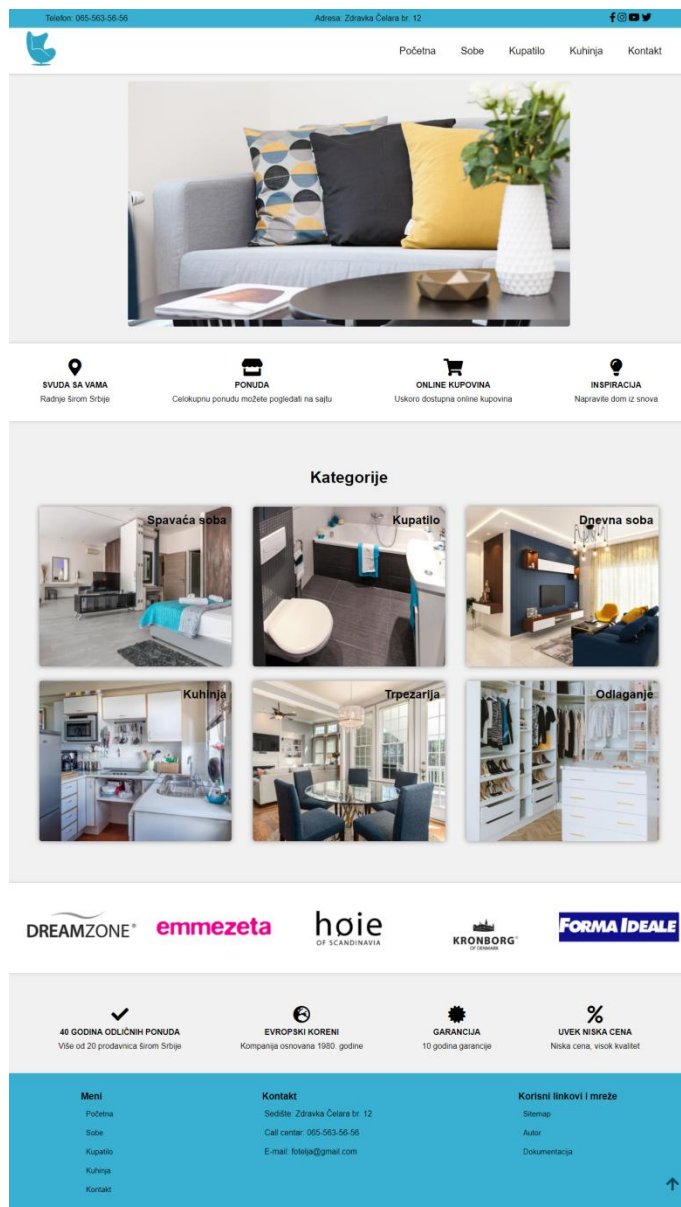 Telefon: 065-563-56-56
Adresa: Zdravka Čelara br. 12
Početna
Sobe
Kupatilo
Kuhinja
Kontakt
SVUDA SA VAMA
Radnje širom Srbije
PONUDA
Celokupnu ponudu možete pogledati na sajtu
ONLINE KUPOVINA
Uskoro dostupna online kupovina
INSPIRACIJA
Napravite dom iz snova
Kategorije
Spavaća soba
Kupatilo
Dnevna soba
Kuhinja
Trpezarija
Odlaganje
DREAMZONE®
emmezeta
høie
OF SCANDINAVIA
KRONBORG
OF DENMARK
FORMA IDEALE
40 GODINA ODLIČNIH PONUDA
Više od 20 prodavnica širom Srbije
EVROPSKI KORENI
Kompanija osnovana 1980. godine
GARANCIJA
10 godina garancije
UVEK NISKA CENA
Niska cena, visok kvalitet
Meni
Početna
Sobe
Kupatilo
Kuhinja
Kontakt
Kontakt
Sedište: Zdravka Čelara br. 12
Call centar: 065-563-56-56
E-mail: fotelja@gmail.com
Korisni linkovi i mreže
Sitemap
Autor
Dokumentacija